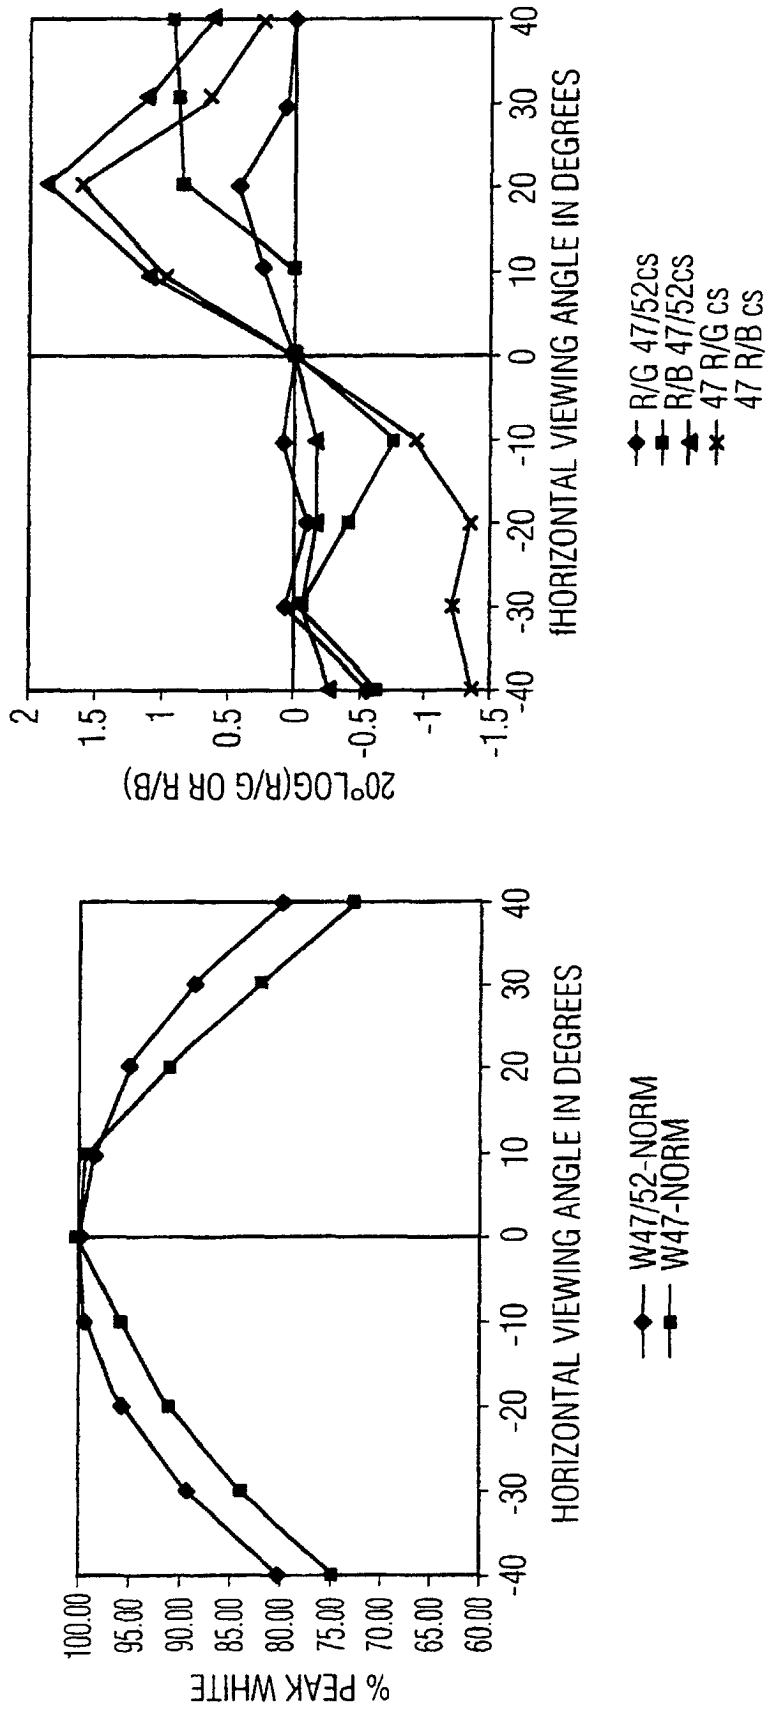 % PEAK WHITE
100.00
95.00
90.00
85.00
80.00
75.00
70.00
65.00
60.00
-40 -30 -20 -10 0 10 20 30 40
HORIZONTAL VIEWING ANGLE IN DEGREES
W47/52-NORM
W47-NORM
20°LOG(R/G OR R/B)
2
1.5
1
0.5
0
-0.5
-1
-1.5
-40 -30 -20 -10 0 10 20 30 40
fHORIZONTAL VIEWING ANGLE IN DEGREES
R/G 47/52cs
R/B 47/52cs
47 R/G cs
47 R/B cs